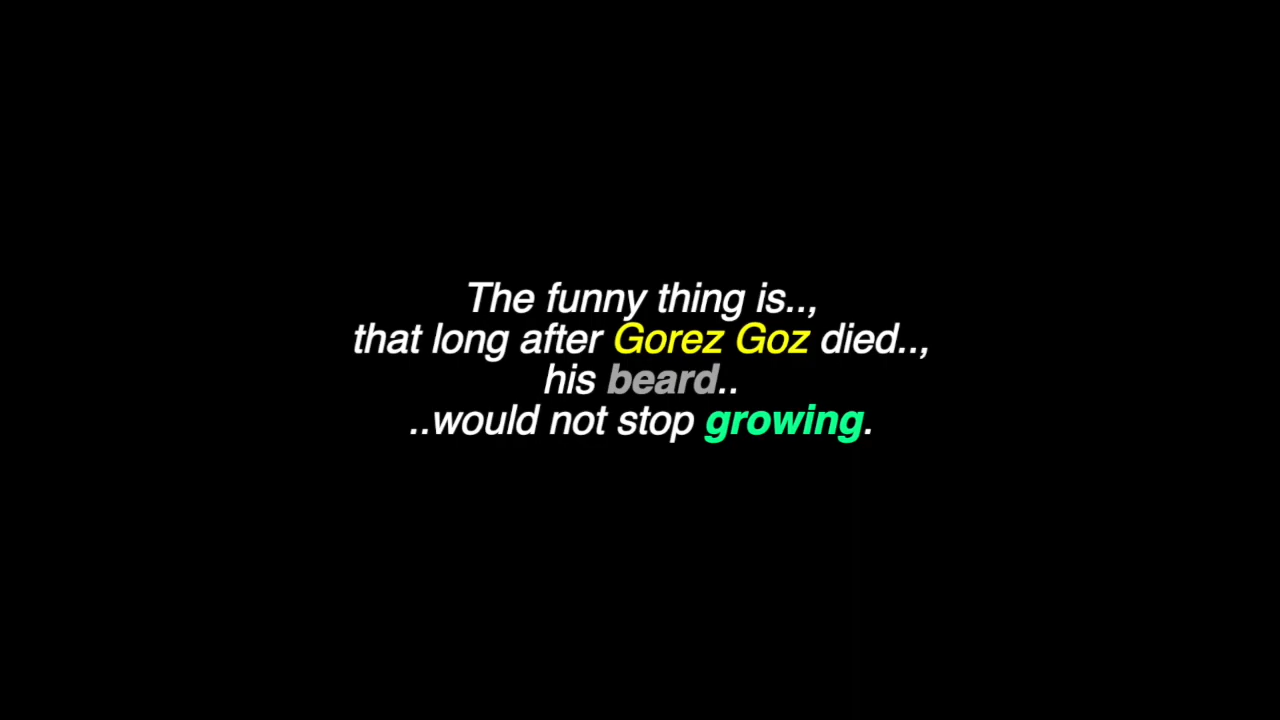 The funny thing is..,
that long after Gorez Goz died..,
his beard..
..would not stop growing.